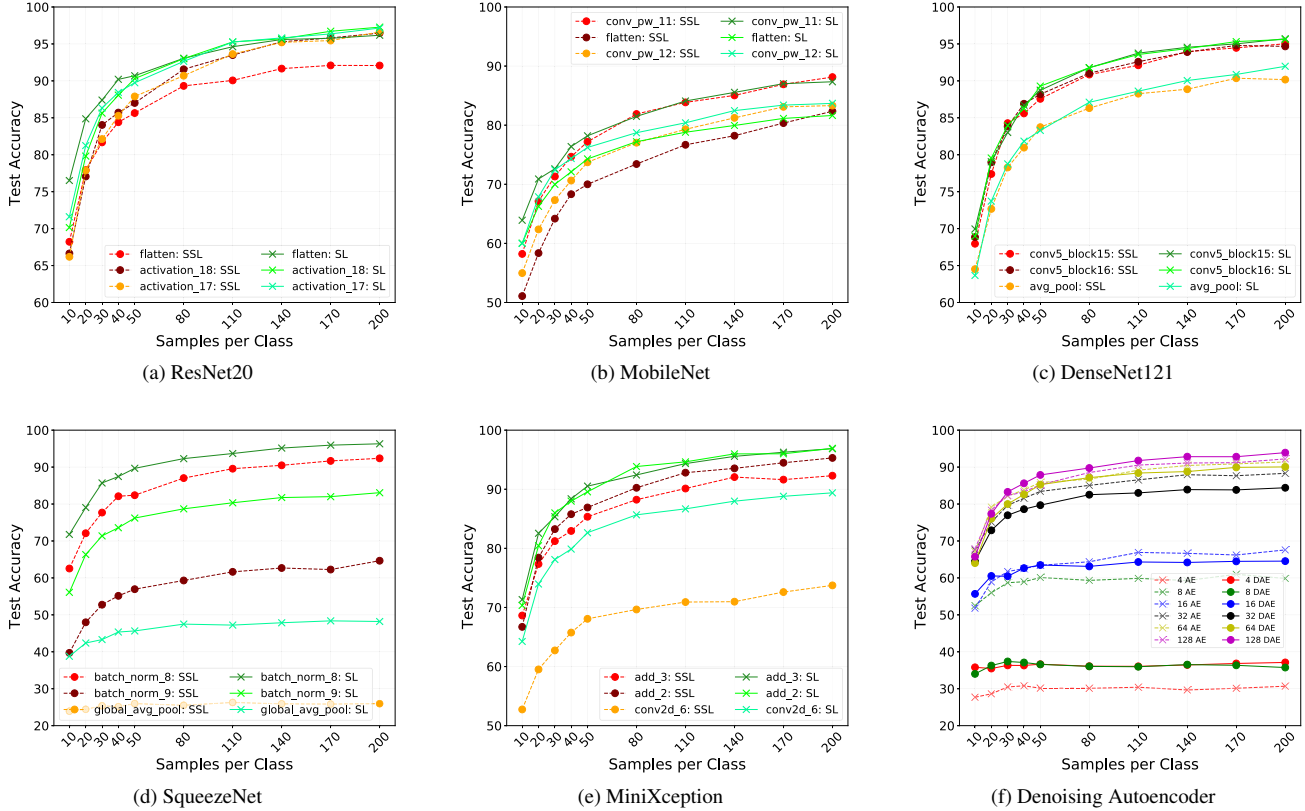 100
95
90
85
80
75
70
65
60
Test Accuracy
flatten: SSL
activation_18: SSL
activation_17: SSL
flatten: SL
activation_18: SL
activation_17: SL
10 20 30 40 50 80 110 140 170 200
Samples per Class
(a) ResNet20
100
90
80
70
60
50
Test Accuracy
conv_pw_11: SSL
flatten: SSL
conv_pw_12: SSL
conv_pw_11: SL
flatten: SL
conv_pw_12: SL
10 20 30 40 50 80 110 140 170 200
Samples per Class
(b) MobileNet
100
95
90
85
80
75
70
65
60
Test Accuracy
conv5_block15: SSL
conv5_block16: SSL
avg_pool: SSL
conv5_block15: SL
conv5_block16: SL
avg_pool: SL
10 20 30 40 50 80 110 140 170 200
Samples per Class
(c) DenseNet121
100
90
80
70
60
50
40
30
20
Test Accuracy
batch_norm_8: SSL
batch_norm_9: SSL
global_avg_pool: SSL
batch_norm_8: SL
batch_norm_9: SL
global_avg_pool: SL
10 20 30 40 50 80 110 140 170 200
Samples per Class
(d) SqueezeNet
100
90
80
70
60
50
Test Accuracy
add_3: SSL
add_2: SSL
conv2d_6: SSL
add_3: SL
add_2: SL
conv2d_6: SL
10 20 30 40 50 80 110 140 170 200
Samples per Class
(e) MiniXception
100
90
80
70
60
50
40
30
20
Test Accuracy
4 AE
8 AE
16 AE
32 AE
64 AE
128 AE
4 DAE
8 DAE
16 DAE
32 DAE
64 DAE
128 DAE
10 20 30 40 50 80 110 140 170 200
Samples per Class
(f) Denoising Autoencoder